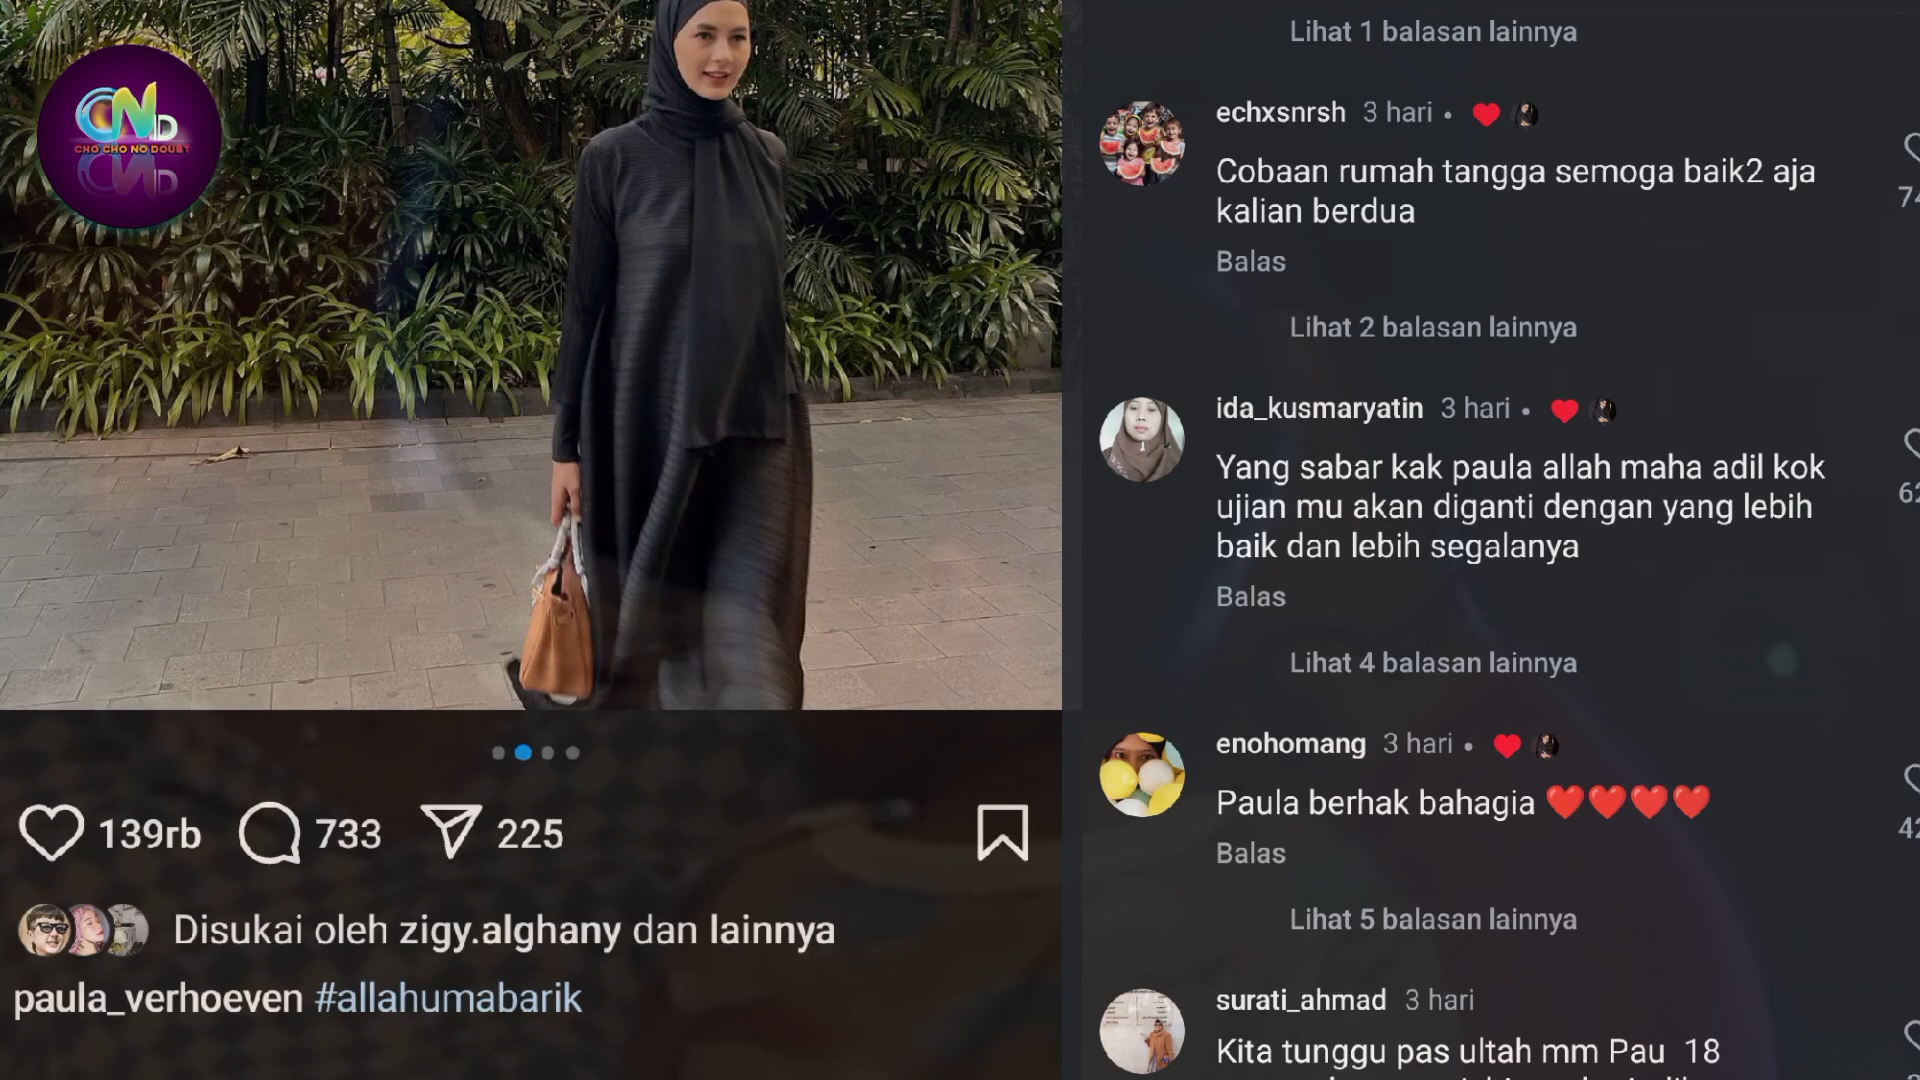 CND
CHO CHO NO DOUBT
139rb 733 225
Disukai oleh zigy.alghany dan lainnya
paula_verhoeven #allahumabarik
Lihat 1 balasan lainnya
echxsnrsh 3 hari •
Cobaan rumah tangga semoga baik2 aja
kalian berdua
Balas
Lihat 2 balasan lainnya
ida_kusmaryatin 3 hari •
Yang sabar kak paula allah maha adil kok
ujian mu akan diganti dengan yang lebih
baik dan lebih segalanya
Balas
Lihat 4 balasan lainnya
enohomang 3 hari •
Paula berhak bahagia ❤️❤️❤️❤️
Balas
Lihat 5 balasan lainnya
surati_ahmad 3 hari
Kita tunggu pas ultah mm Pau 18